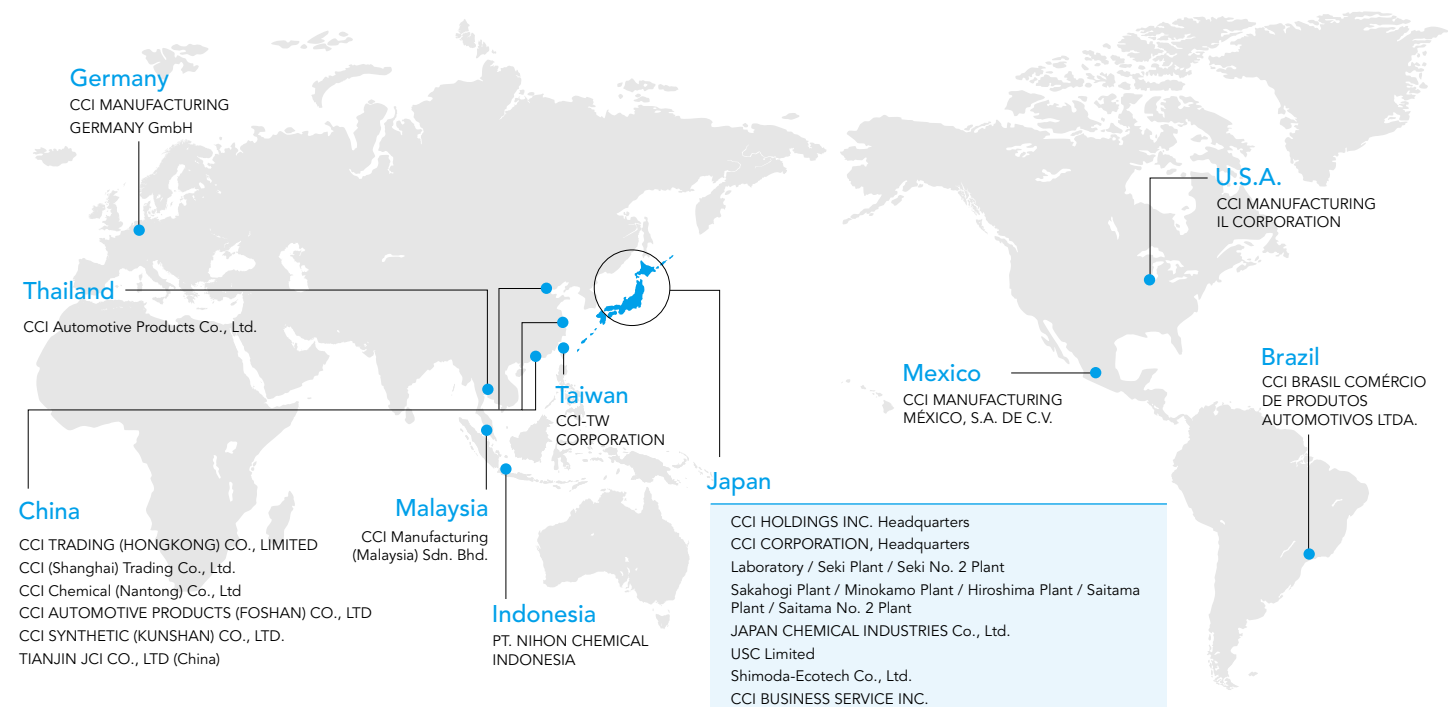 Germany
CCI MANUFACTURING
GERMANY GmbH
Thailand
CCI Automotive Products Co., Ltd.
China
CCI TRADING (HONGKONG) CO., LIMITED
CCI (Shanghai) Trading Co., Ltd.
CCI Chemical (Nantong) Co., Ltd
CCI AUTOMOTIVE PRODUCTS (FOSHAN) CO., LTD
CCI SYNTHETIC (KUNSHAN) CO., LTD.
TIANJIN JCI CO., LTD (China)
Malaysia
CCI Manufacturing
(Malaysia) Sdn. Bhd.
Taiwan
CCI-TW
CORPORATION
Indonesia
PT. NIHON CHEMICAL
INDONESIA
Japan
CCI HOLDINGS INC. Headquarters
CCI CORPORATION, Headquarters
Laboratory / Seki Plant / Seki No. 2 Plant
Sakahogi Plant / Minokamo Plant / Hiroshima Plant / Saitama
Plant / Saitama No. 2 Plant
JAPAN CHEMICAL INDUSTRIES Co., Ltd.
USC Limited
Shimoda-Ecotech Co., Ltd.
CCI BUSINESS SERVICE INC.
U.S.A.
CCI MANUFACTURING
IL CORPORATION
Mexico
CCI MANUFACTURING
MÉXICO, S.A. DE C.V.
Brazil
CCI BRASIL COMÉRCIO
DE PRODUTOS
AUTOMOTIVOS LTDA.